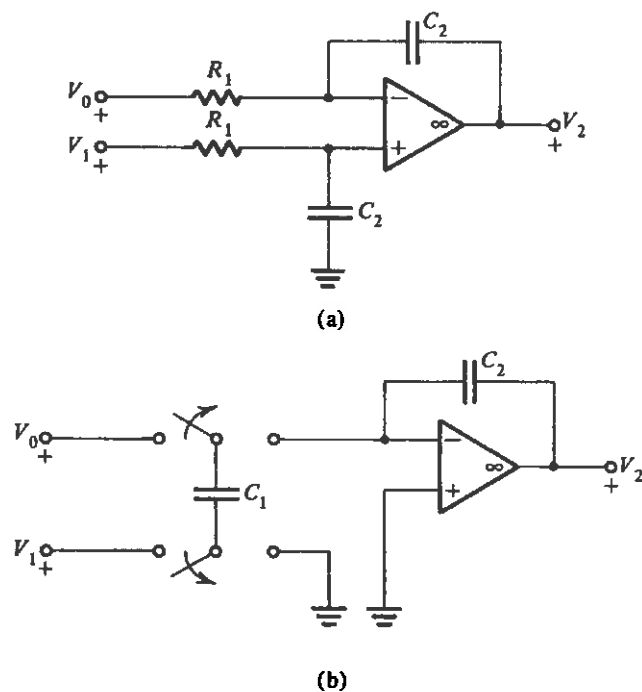 C₂
R₁
V₀
+
−
∞
V₂
+
R₁
V₁
+
+
C₂
(a)
C₂
V₀
+
−
C₁
∞
V₂
+
+
V₁
+
(b)